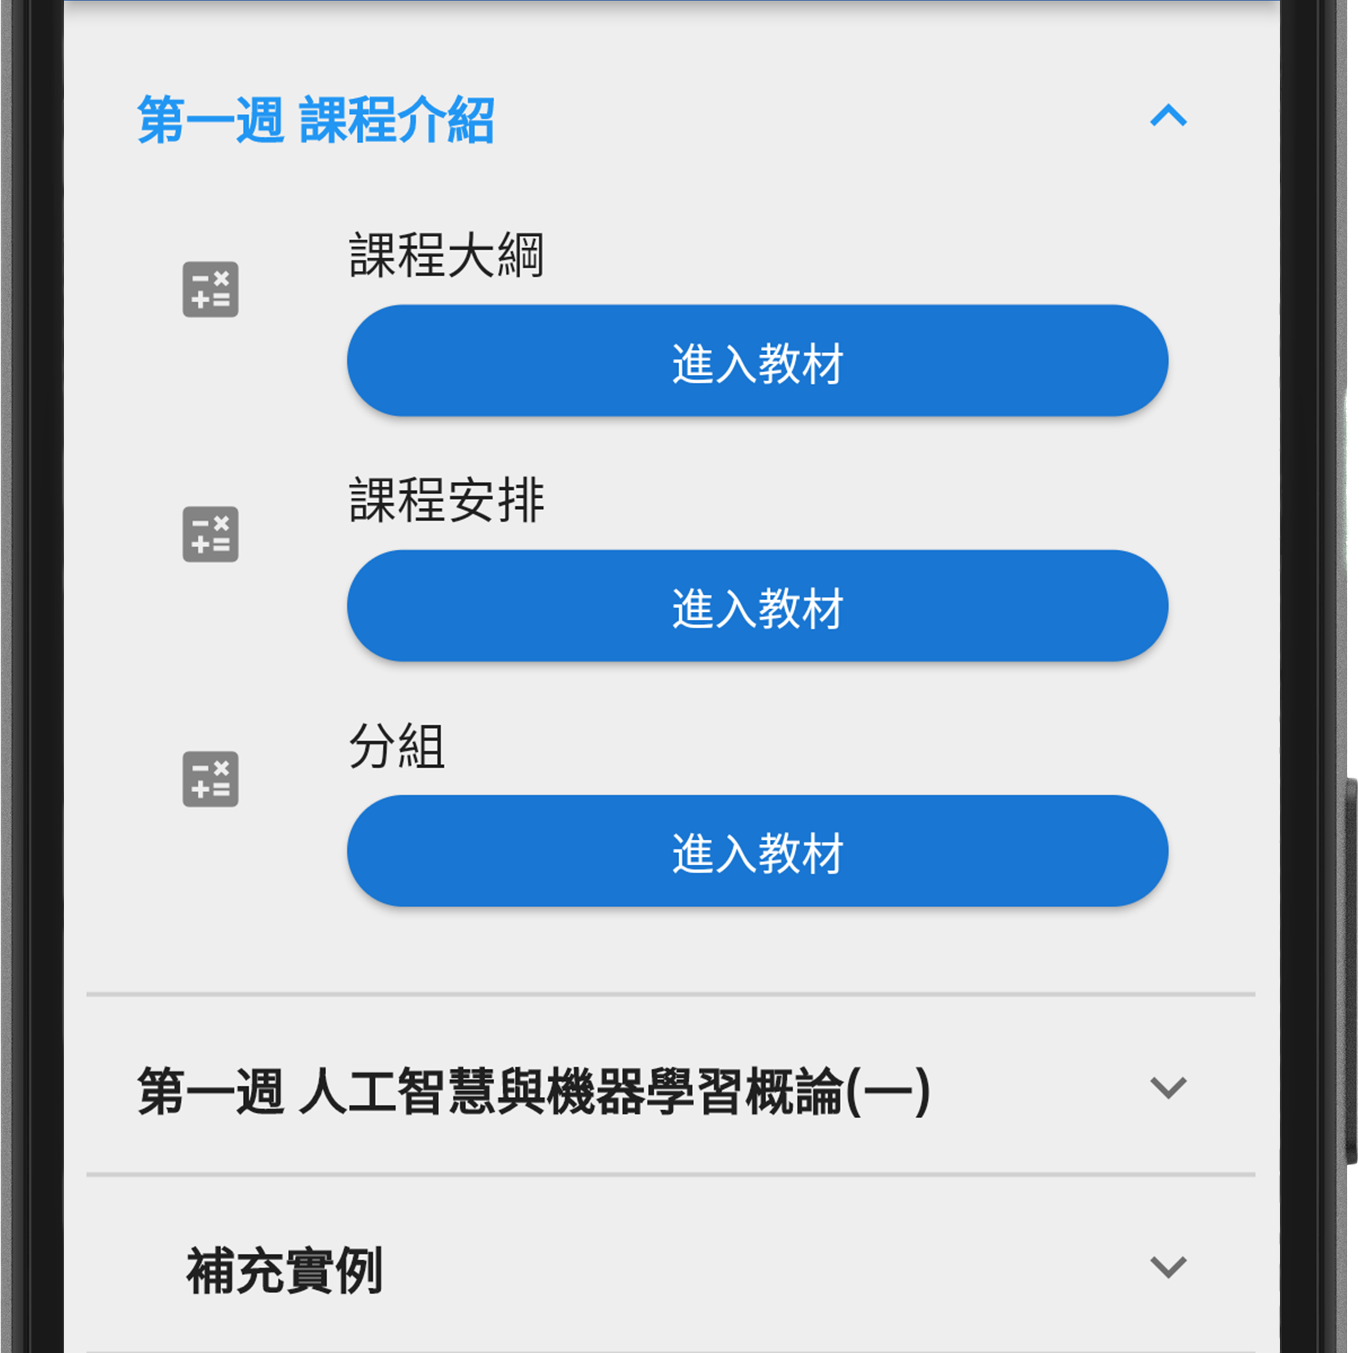 第一週 課程介紹
課程大綱
進入教材
課程安排
進入教材
分組
進入教材
第一週 人工智慧與機器學習概論(一)
補充實例